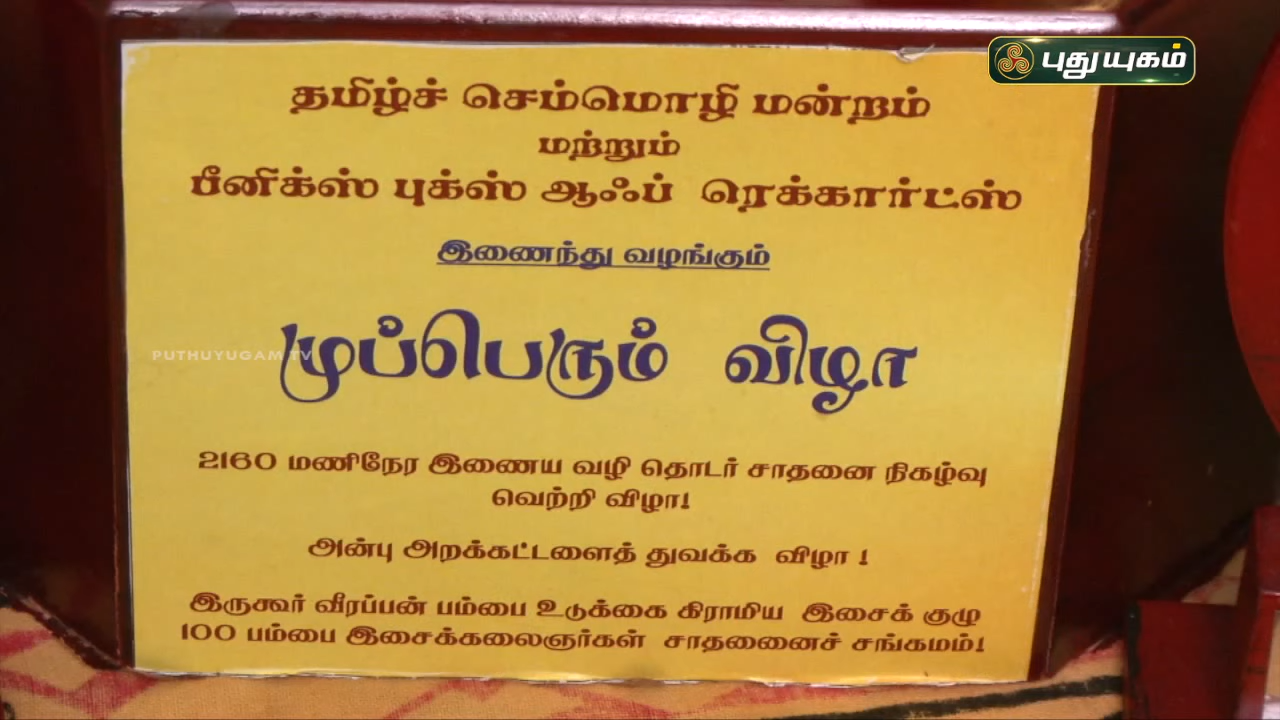 புதுயுகம்
தமிழ்ச் செம்மொழி மன்றம்
மற்றும்
பீனிக்ஸ் புக்ஸ் ஆஃப் ரெக்கார்ட்ஸ்
இணைந்து வழங்கும்
முப்பெரும் விழா
PUTHUYUGAM TV
2160 மணிநேர இணைய வழி தொடர் சாதனை நிகழ்வு
வெற்றி விழா!
அன்பு அறக்கட்டளைத் துவக்க விழா !
இருகூர் வீரப்பன் பம்பை உடுக்கை கிராமிய இசைக் குழு
100 பம்பை இசைக்கலைஞர்கள் சாதனைைச் சங்கமம்!